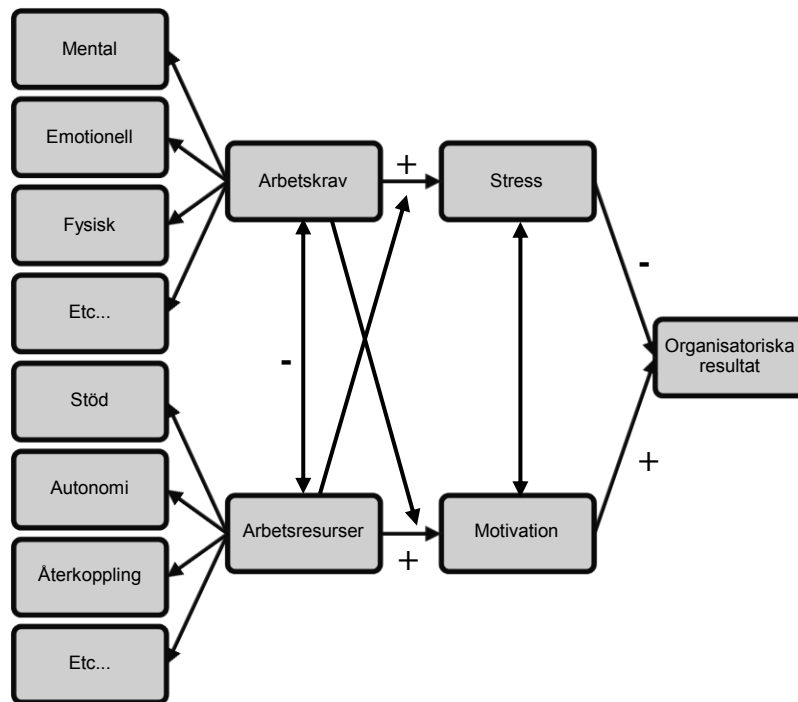 Mental
Emotionell
Fysisk
Etc...
Stöd
Autonomi
Återkoppling
Etc...
Arbetskrav
Arbetsresurser
+
-
+
Stress
Motivation
-
+
Organisatoriska
resultat